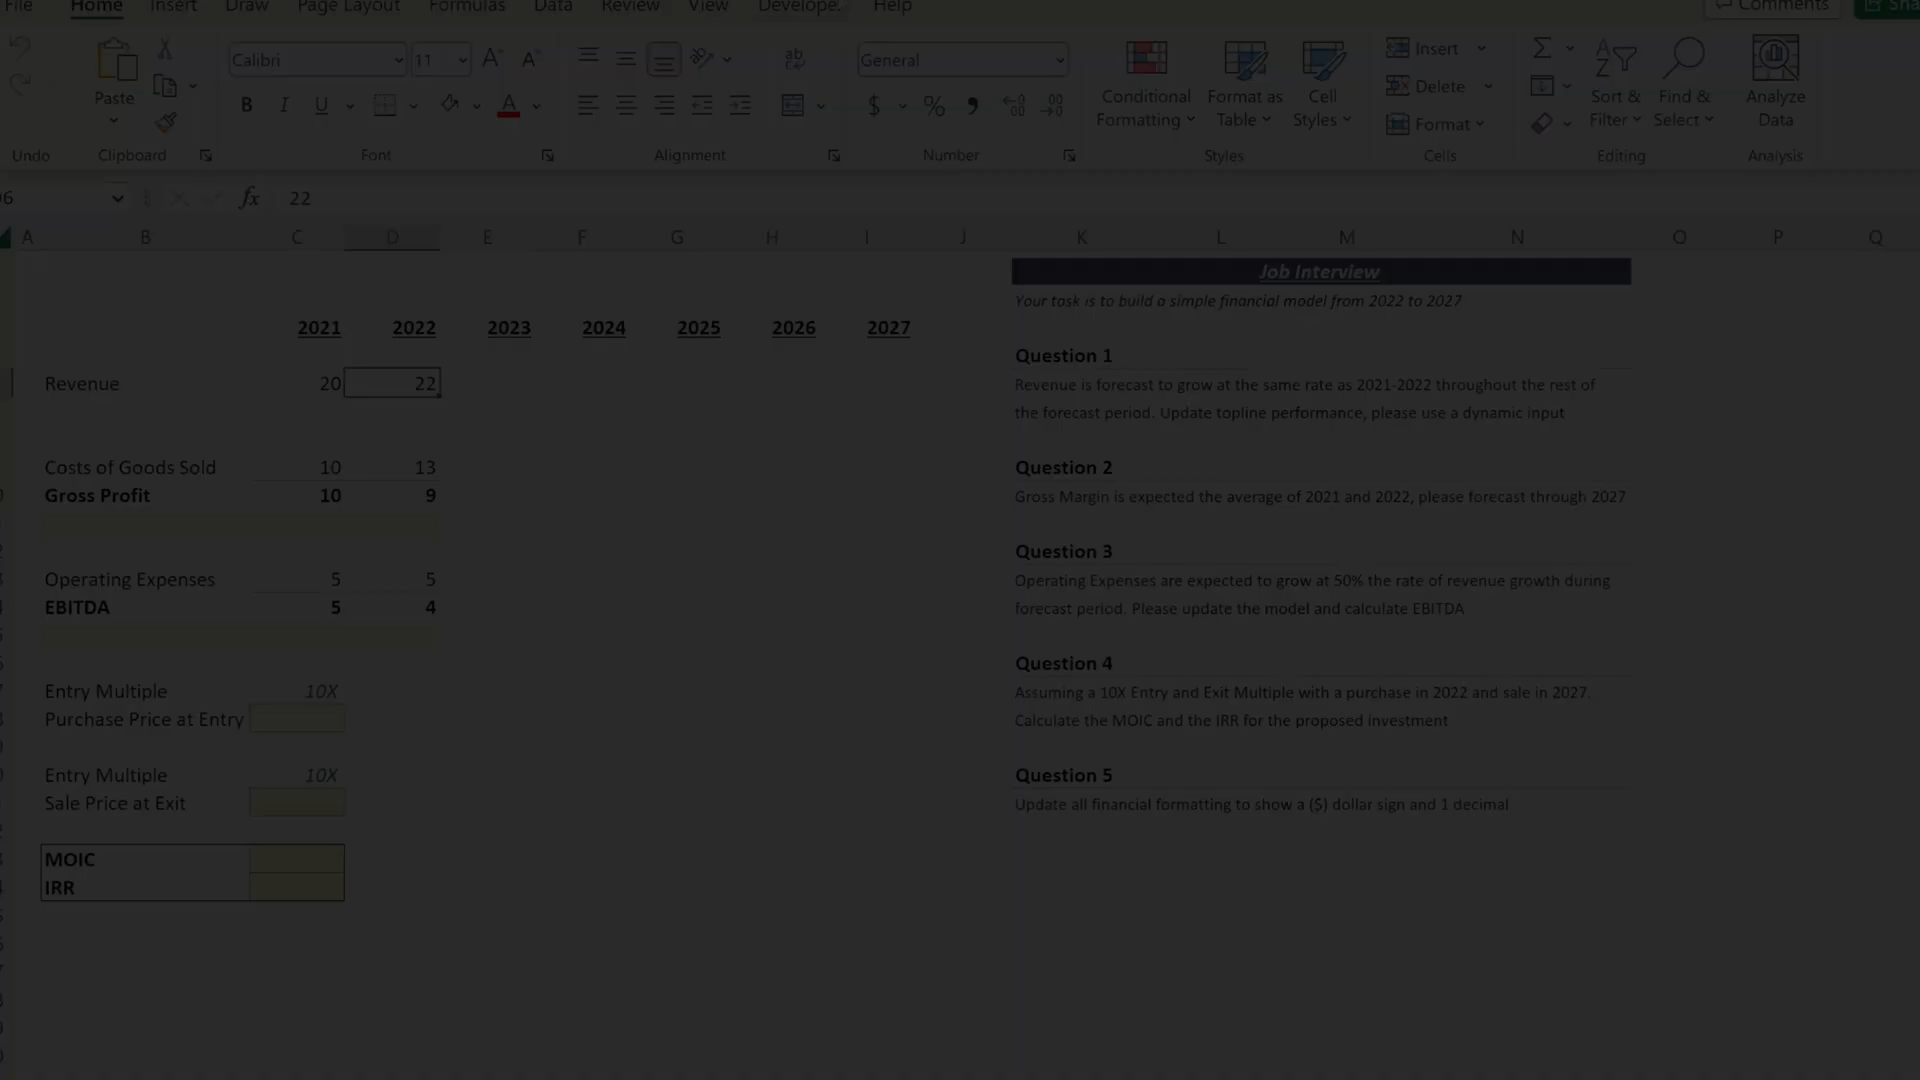 File Home Insert Draw Page Layout Formulas Data Review View Developer Help Comments
Calibri 11 A A ab General Insert Σ
Paste B I U A $ % , Conditional Formatting Format as Table Cell Styles Delete Sort & Filter Find & Select Analyze Data
Format
Undo Clipboard Font Alignment Number Styles Cells Editing Analysis
fx 22
A B C D E F G H I J K L M N O P Q
Job Interview
Your task is to build a simple financial model from 2022 to 2027
2021 2022 2023 2024 2025 2026 2027
Question 1
Revenue 20 22 Revenue is forecast to grow at the same rate as 2021-2022 throughout the rest of
the forecast period. Update topline performance, please use a dynamic input
Costs of Goods Sold 10 13 Question 2
Gross Profit 10 9 Gross Margin is expected the average of 2021 and 2022, please forecast through 2027
Question 3
Operating Expenses 5 5 Operating Expenses are expected to grow at 50% the rate of revenue growth during
EBITDA 5 4 forecast period. Please update the model and calculate EBITDA
Question 4
Entry Multiple 10X Assuming a 10X Entry and Exit Multiple with a purchase in 2022 and sale in 2027.
Purchase Price at Entry Calculate the MOIC and the IRR for the proposed investment
Entry Multiple 10X Question 5
Sale Price at Exit Update all financial formatting to show a ($) dollar sign and 1 decimal
MOIC
IRR